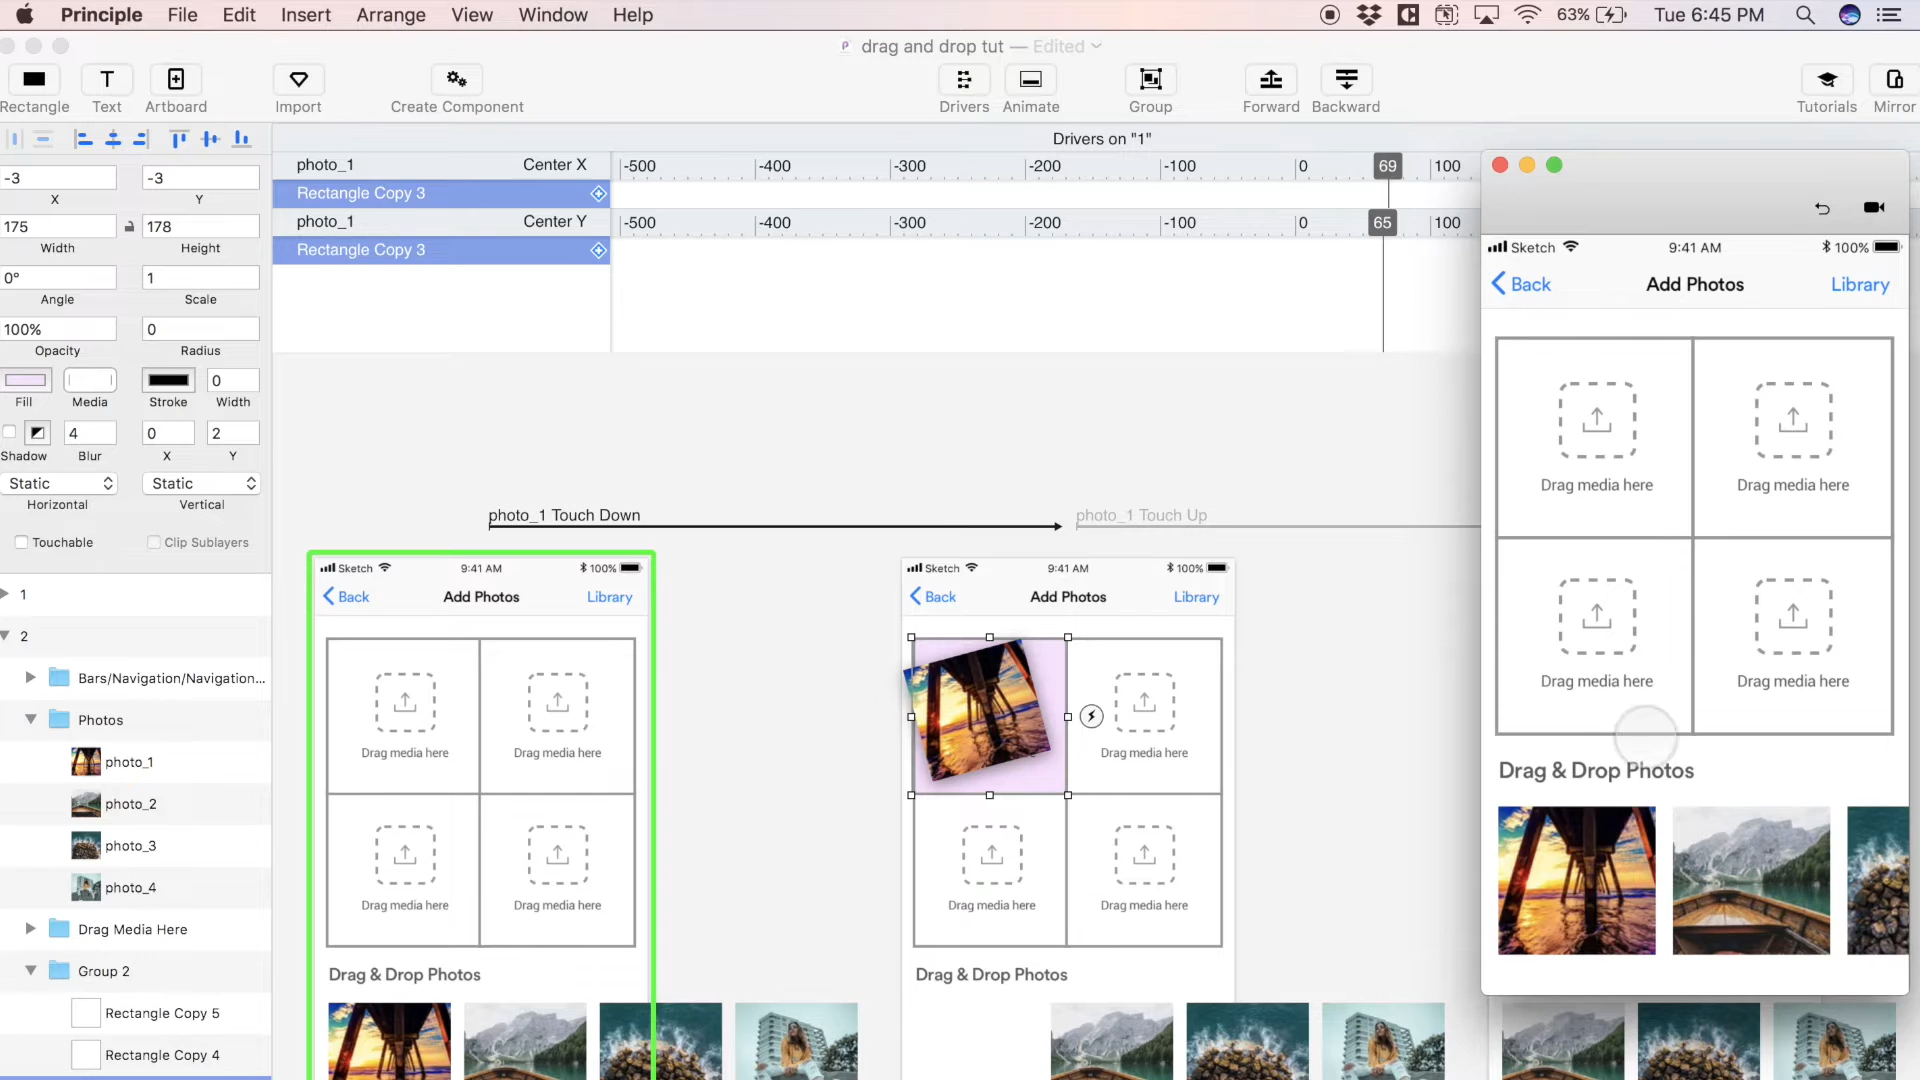 Principle File Edit Insert Arrange View Window Help 63% Tue 6:45 PM
drag and drop tut — Edited
Rectangle Text Artboard Import Create Component Drivers Animate Group Forward Backward Tutorials Mirror
Drivers on "1"
photo_1 Center X -500 -400 -300 -200 -100 0 69 100
Rectangle Copy 3
photo_1 Center Y -500 -400 -300 -200 -100 0 65 100
Rectangle Copy 3
-3 -3
X Y
175 178
Width Height
0° 1
Angle Scale
100% 0
Opacity Radius
0
Fill Media Stroke Width
4 0 2
Shadow Blur X Y
Static Static
Horizontal Vertical
Touchable Clip Sublayers
1
2
Bars/Navigation/Navigation...
Photos
photo_1
photo_2
photo_3
photo_4
Drag Media Here
Group 2
Rectangle Copy 5
Rectangle Copy 4
photo_1 Touch Down
photo_1 Touch Up
Sketch 9:41 AM 100%
Back Add Photos Library
Drag media here Drag media here
Drag media here Drag media here
Drag & Drop Photos
Sketch 9:41 AM 100%
Back Add Photos Library
Drag media here
Drag media here Drag media here
Drag & Drop Photos
Sketch 9:41 AM 100%
Back Add Photos Library
Drag media here Drag media here
Drag media here Drag media here
Drag & Drop Photos